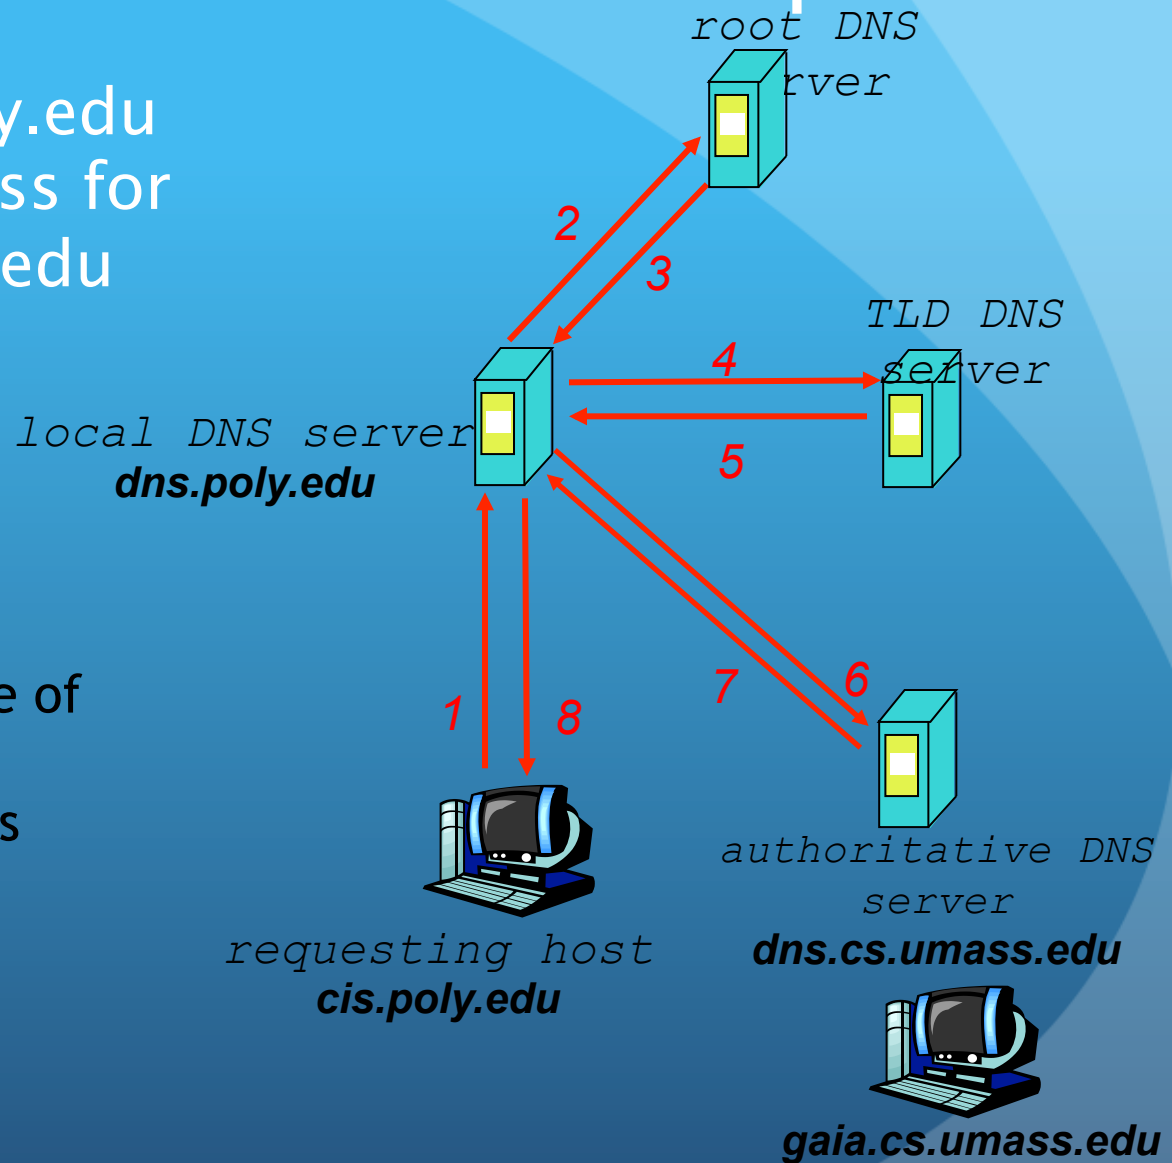 root DNS
rver
y.edu
ss for
edu
2
3
TLD DNS
server
4
5
local DNS server
dns.poly.edu
e of
s
1
8
7
6
authoritative DNS
server
dns.cs.umass.edu
requesting host
cis.poly.edu
gaia.cs.umass.edu